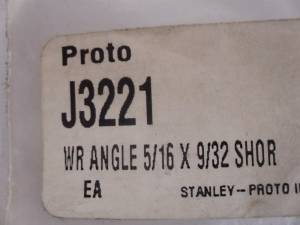 Proto
J3221
WR ANGLE 5/16 X 9/32 SHOR
EA STANLEY--PROTO